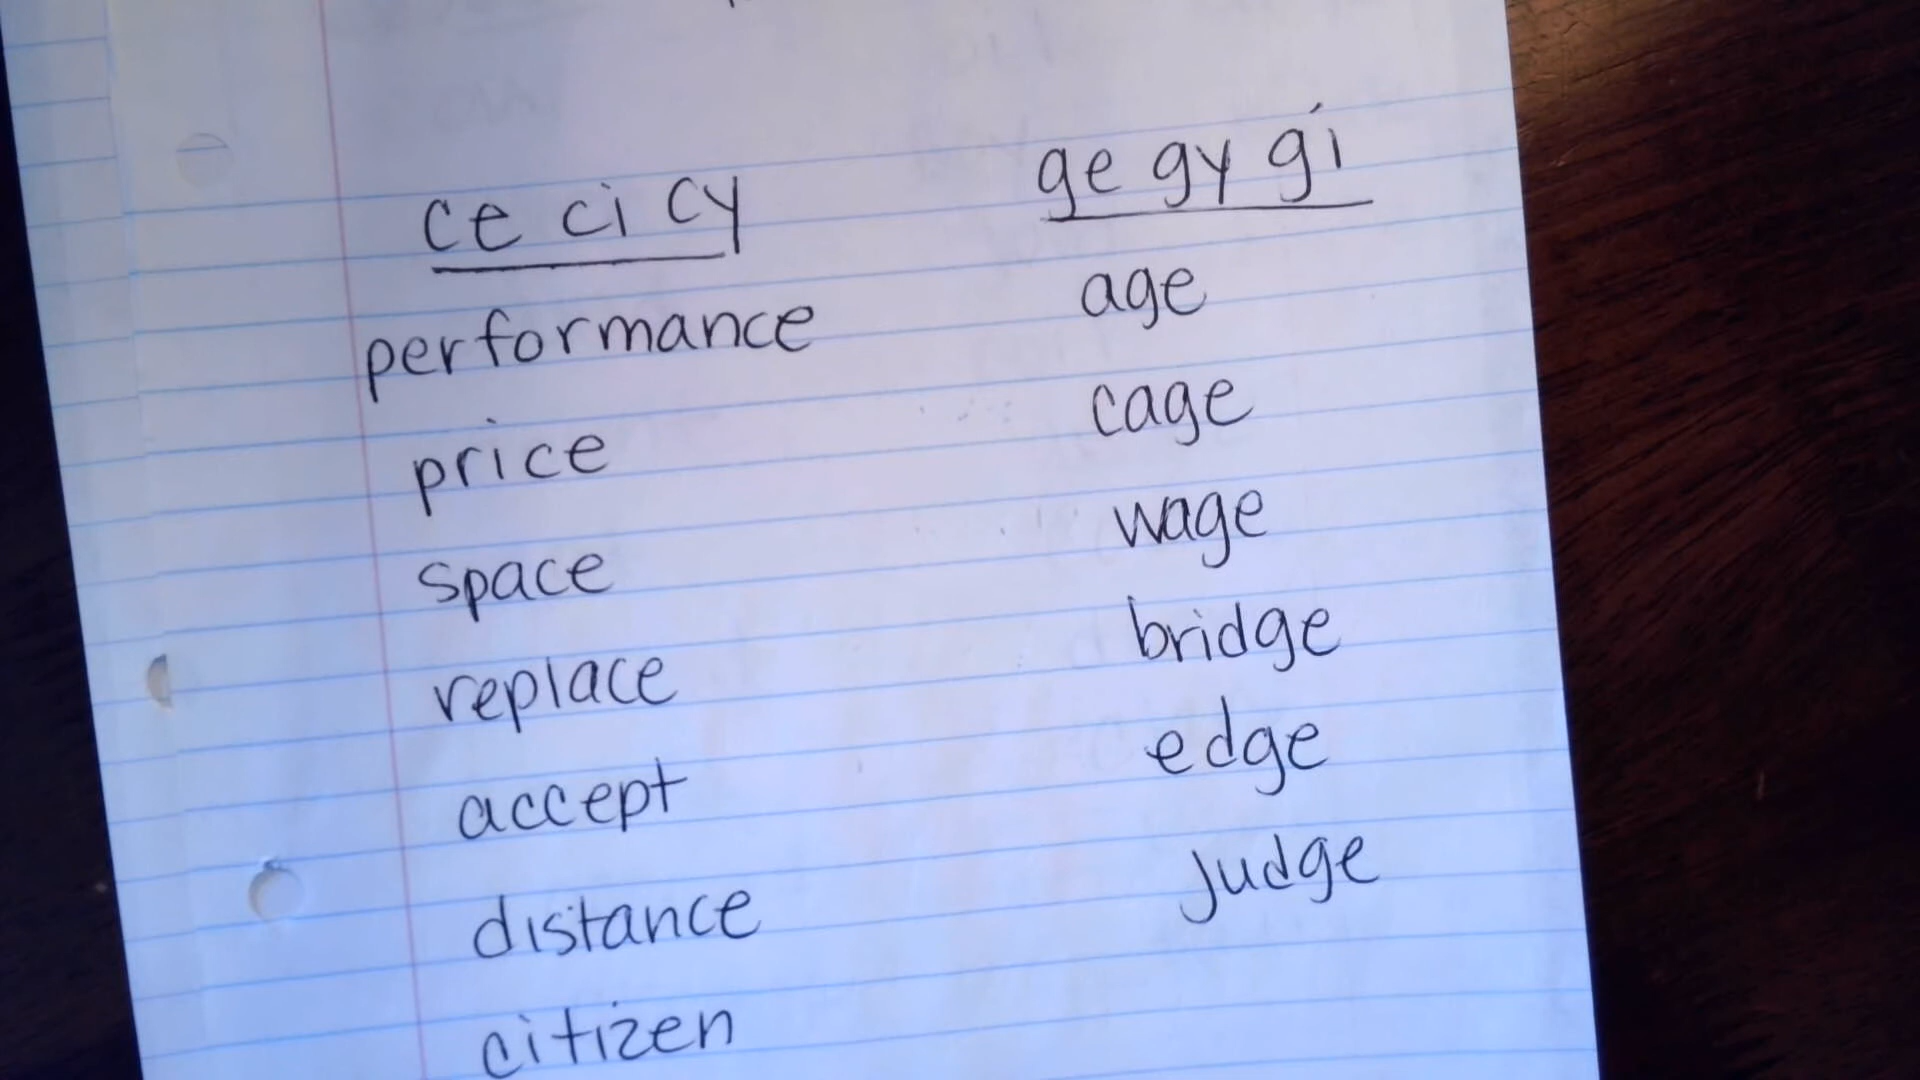 ce ci cy
performance
price
space
replace
accept
distance
citizen
ge gy gi
age
cage
wage
bridge
edge
judge